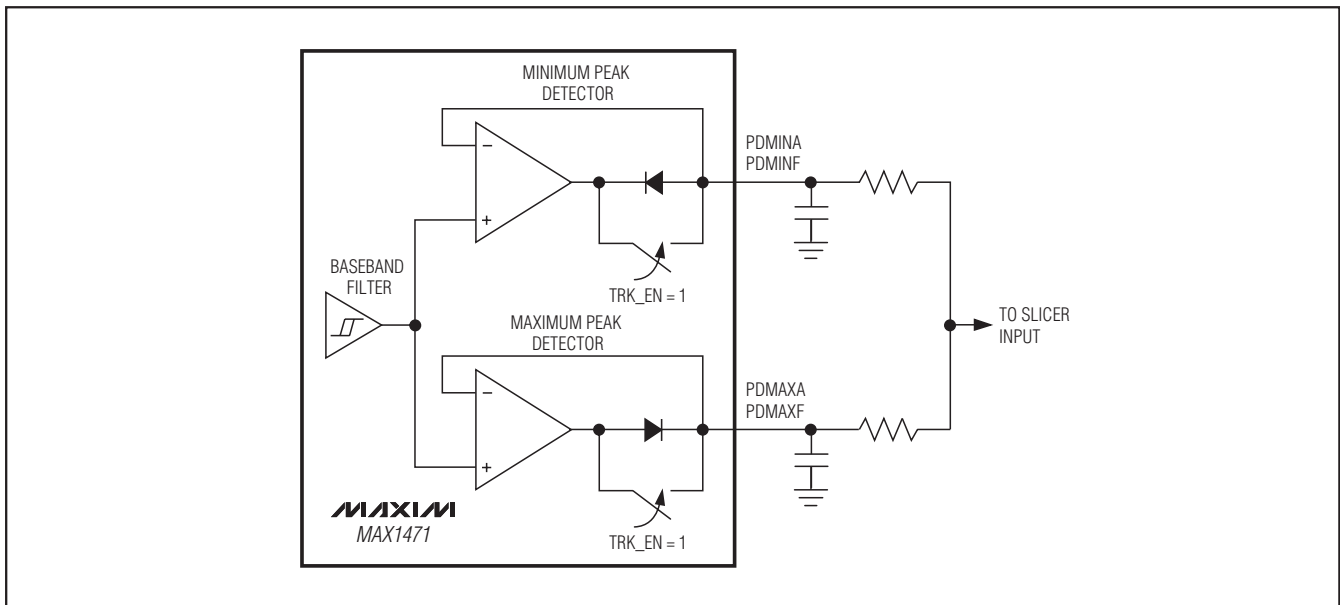 MINIMUM PEAK
DETECTOR
−
+
PDMINA
PDMINF
TRK_EN = 1
BASEBAND
FILTER
MAXIMUM PEAK
DETECTOR
−
+
PDMAXA
PDMAXF
TRK_EN = 1
TO SLICER
INPUT
MAXIM
MAX1471